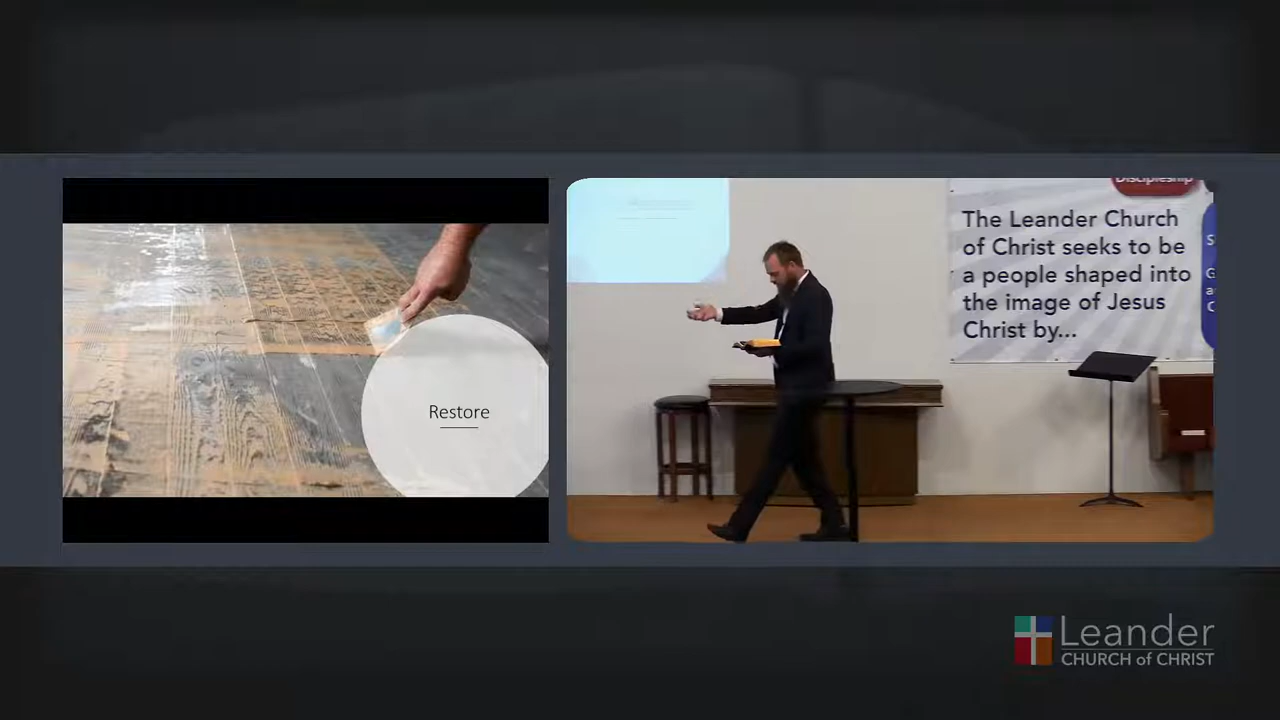 Restore
Discipleship
The Leander Church
of Christ seeks to be
a people shaped into
the image of Jesus
Christ by...
Leander
CHURCH of CHRIST